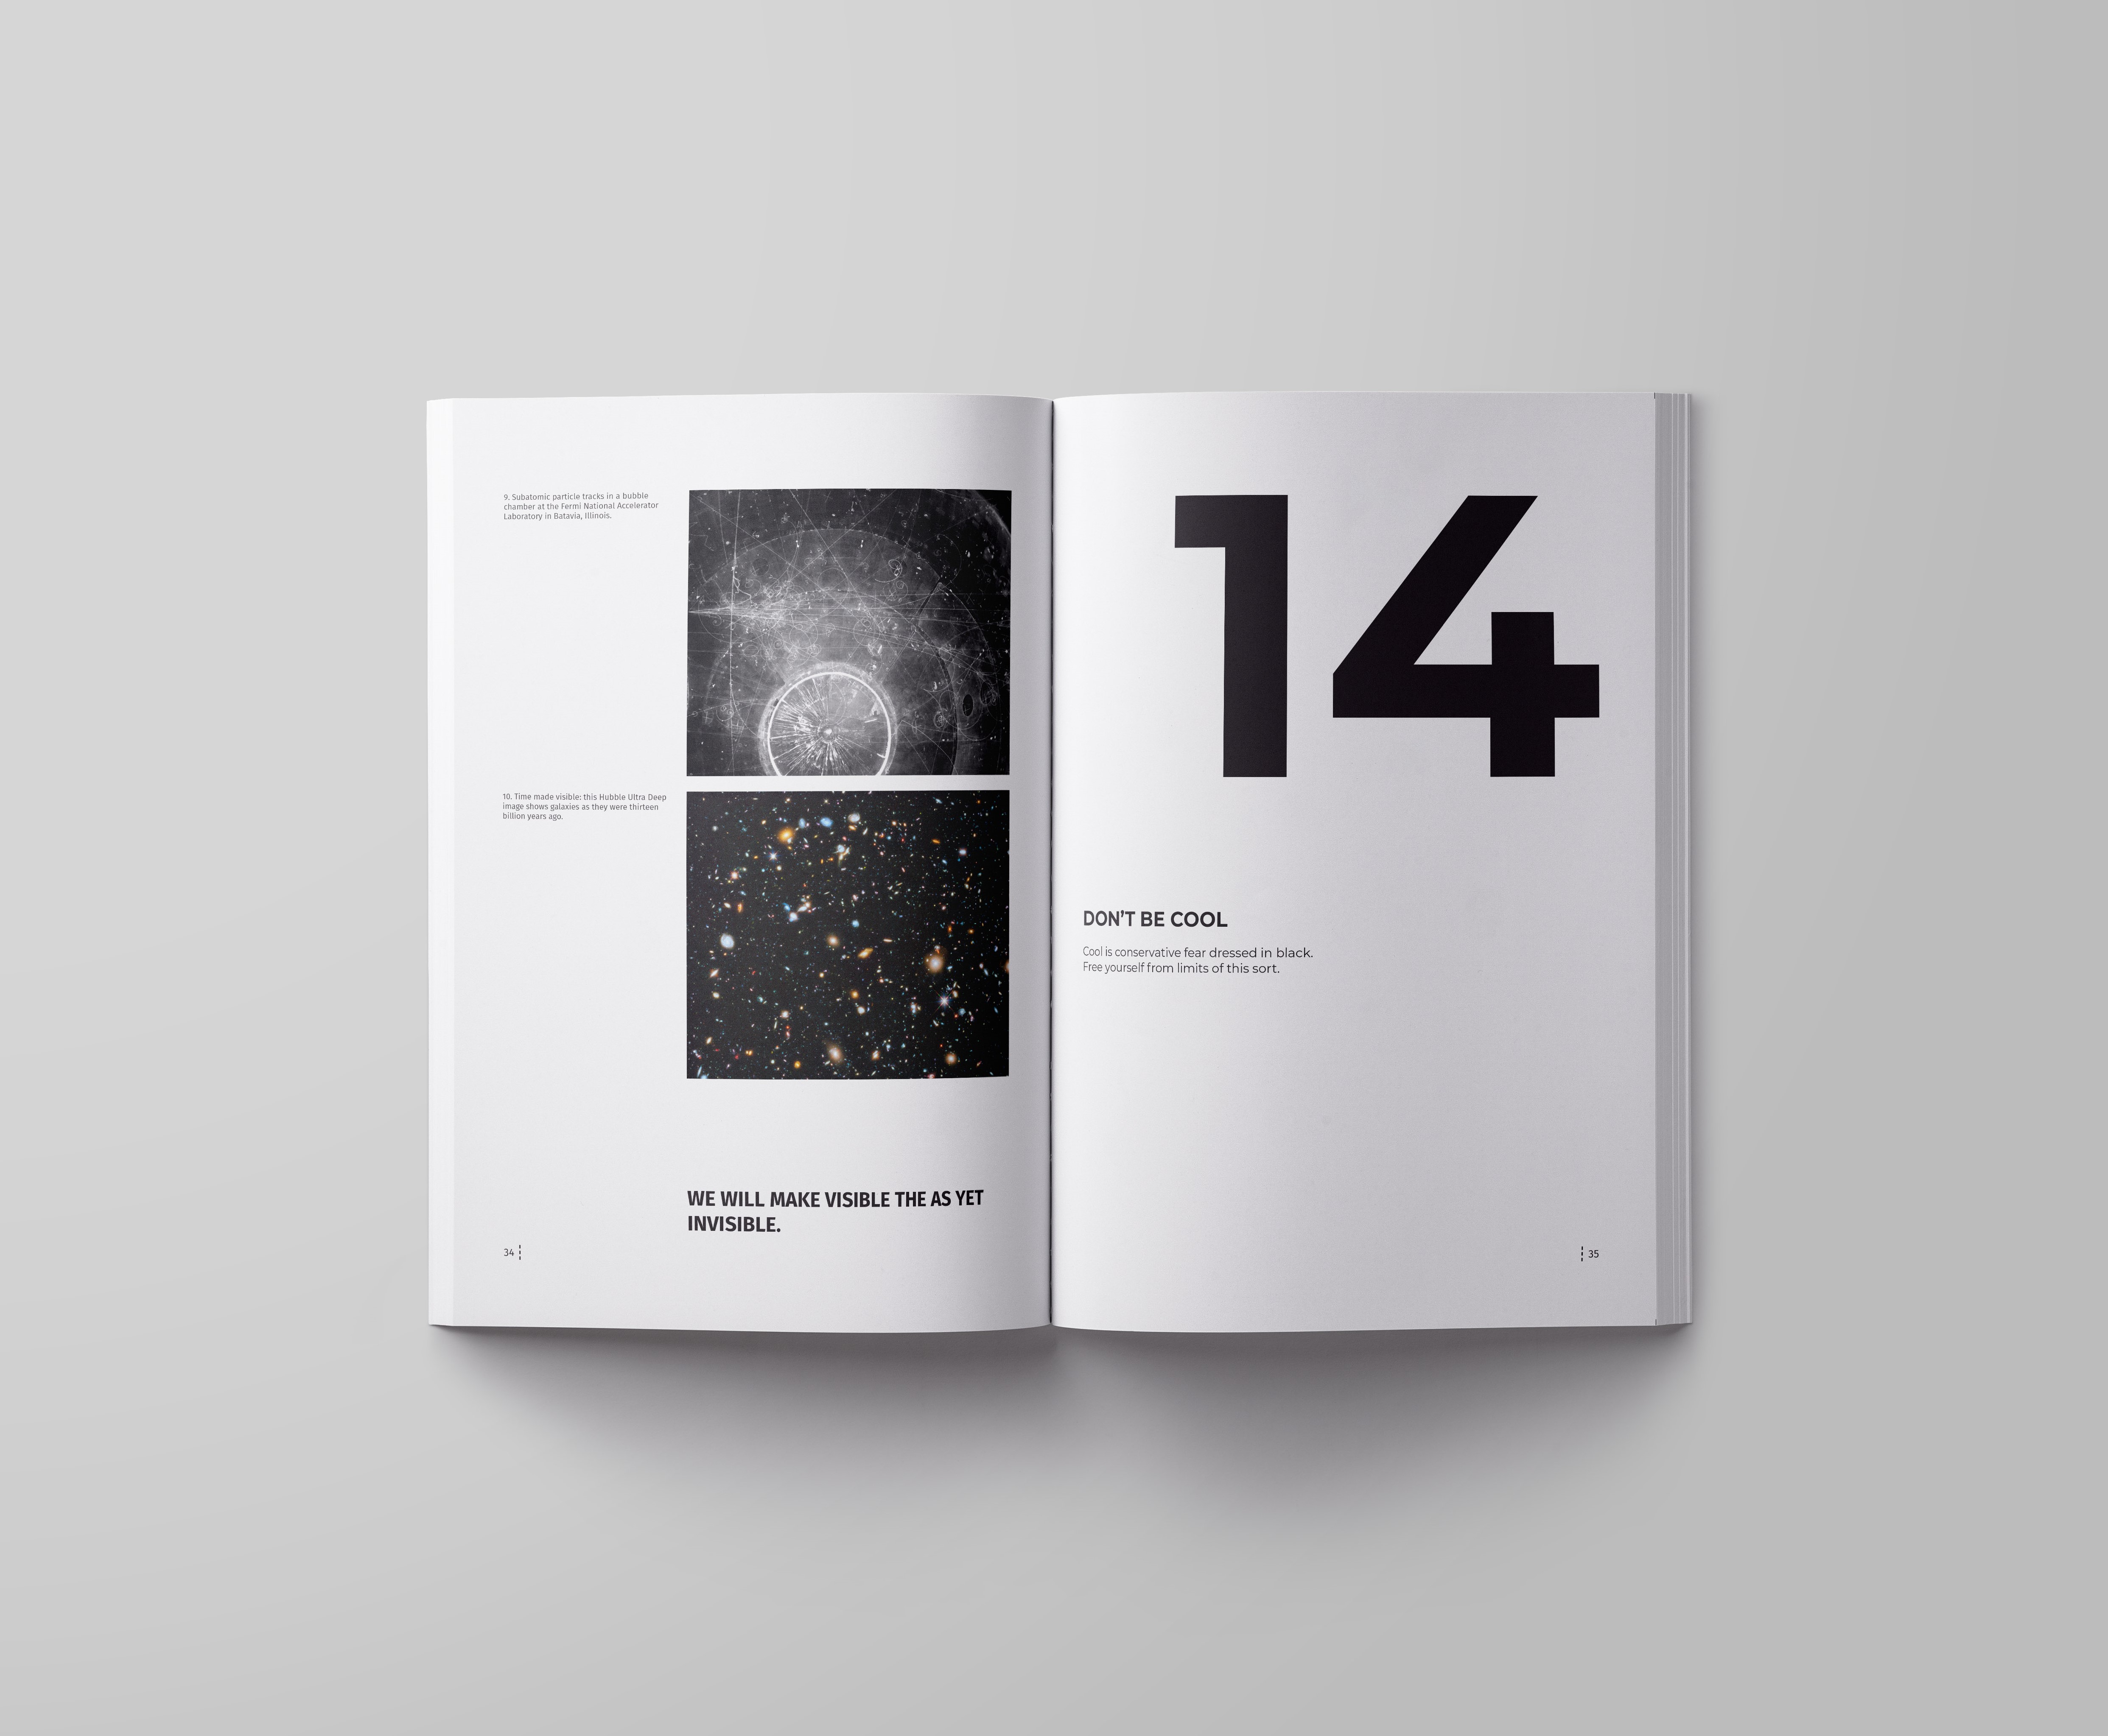 9. Subatomic particle tracks in a bubble
chamber at the Fermi National Accelerator
Laboratory in Batavia, Illinois.
10. Time made visible: this Hubble Ultra Deep
image shows galaxies as they were thirteen
billion years ago.
WE WILL MAKE VISIBLE THE AS YET
INVISIBLE.
34
14
DON'T BE COOL
Cool is conservative fear dressed in black.
Free yourself from limits of this sort.
35